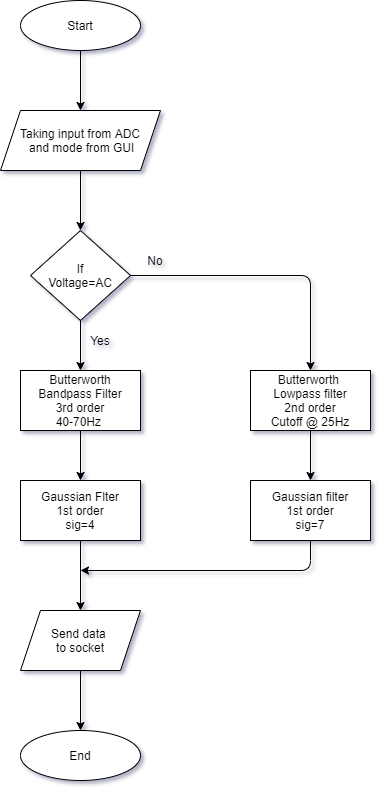 Start
Taking input from ADC
and mode from GUI
If
Voltage=AC
No
Yes
Butterworth
Bandpass Filter
3rd order
40-70Hz
Butterworth
Lowpass filter
2nd order
Cutoff @ 25Hz
Gaussian FIter
1st order
sig=4
Gaussian filter
1st order
sig=7
Send data
to socket
End